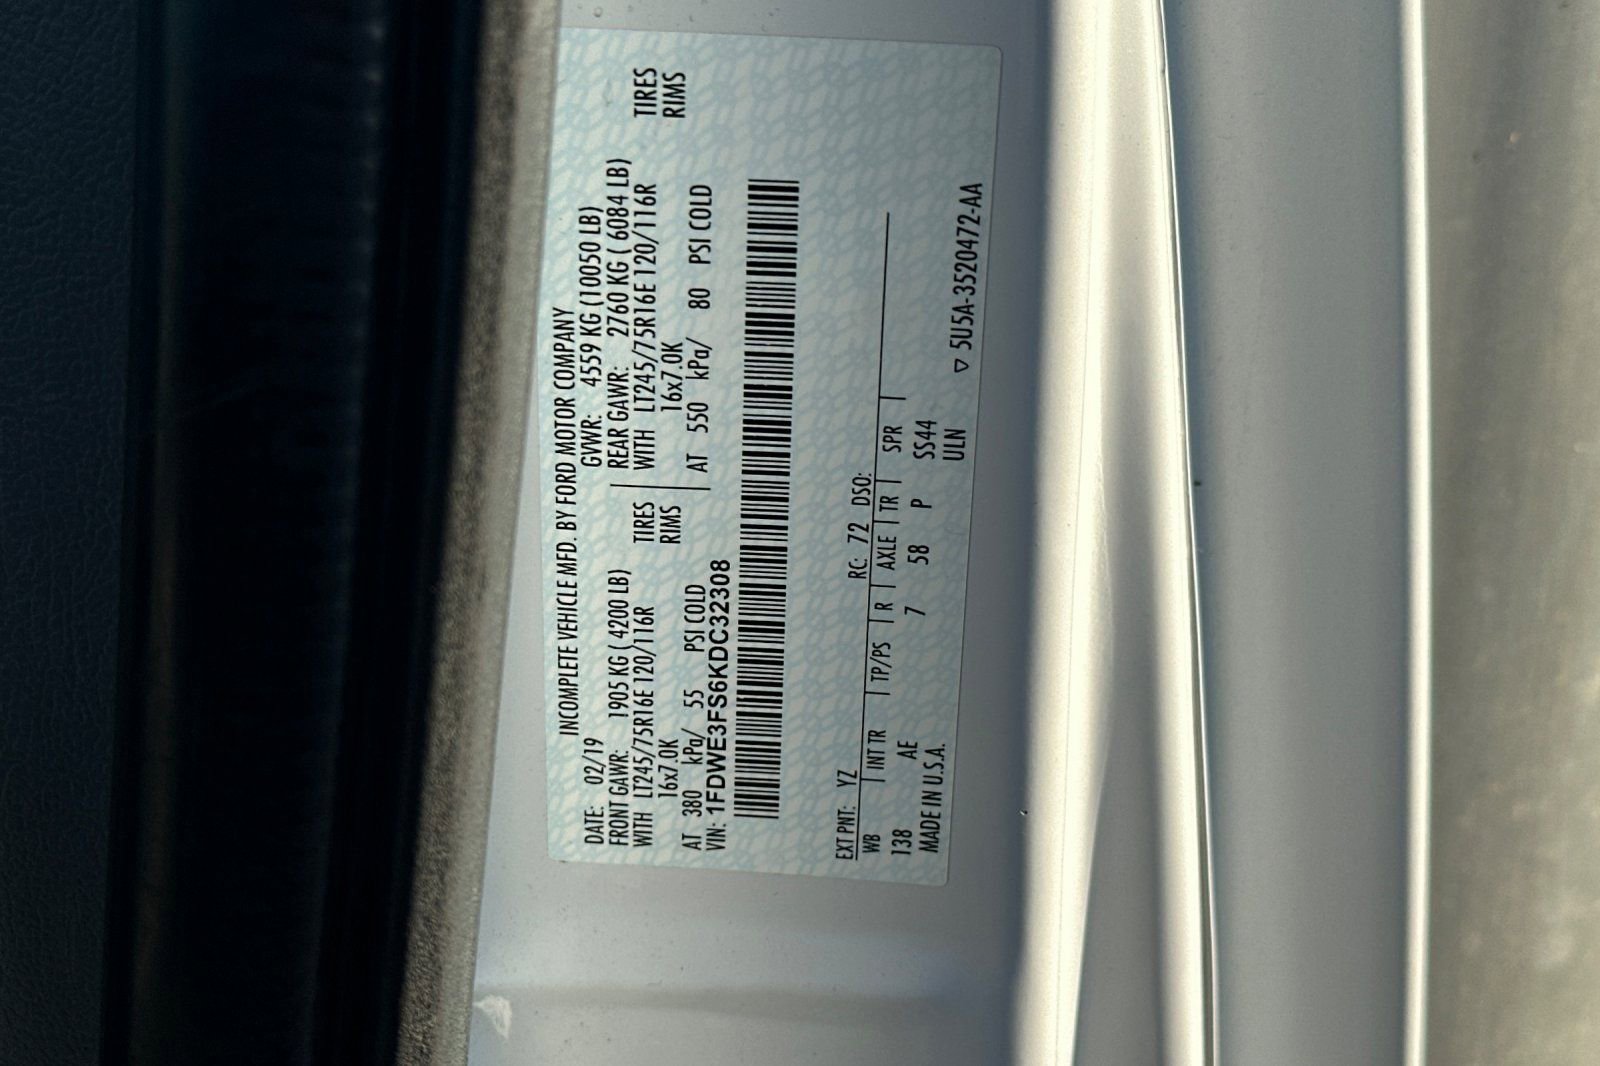 INCOMPLETE VEHICLE MFD. BY FORD MOTOR COMPANY
DATE: 02/19 GVWR: 4559 KG (10050 LB)
FRONT GAWR: 1905 KG ( 4200 LB) REAR GAWR: 2760 KG ( 6084 LB)
WITH LT245/75R16E 120/116R TIRES WITH LT245/75R16E 120/116R TIRES
16x7.0K RIMS 16x7.0K RIMS
AT 380 kPa/ 55 PSI COLD AT 550 kPa/ 80 PSI COLD
VIN: 1FDWE3FS6KDC32308
EXT PNT: YZ RC: 72 DSO:
WB | INT TR | TP/PS | R | AXLE | TR | SPR |
138 AE 7 58 P SS44
MADE IN U.S.A. ULN
▽ 5U5A-3520472-AA